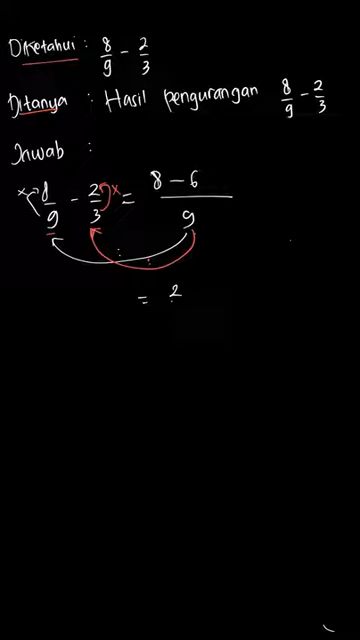 Diketahui : 8/9 - 2/3
Ditanya : Hasil pengurangan 8/9 - 2/3
Jawab :
x 8/9 - 2/3 x = 8 - 6 / 9
: :
= 2